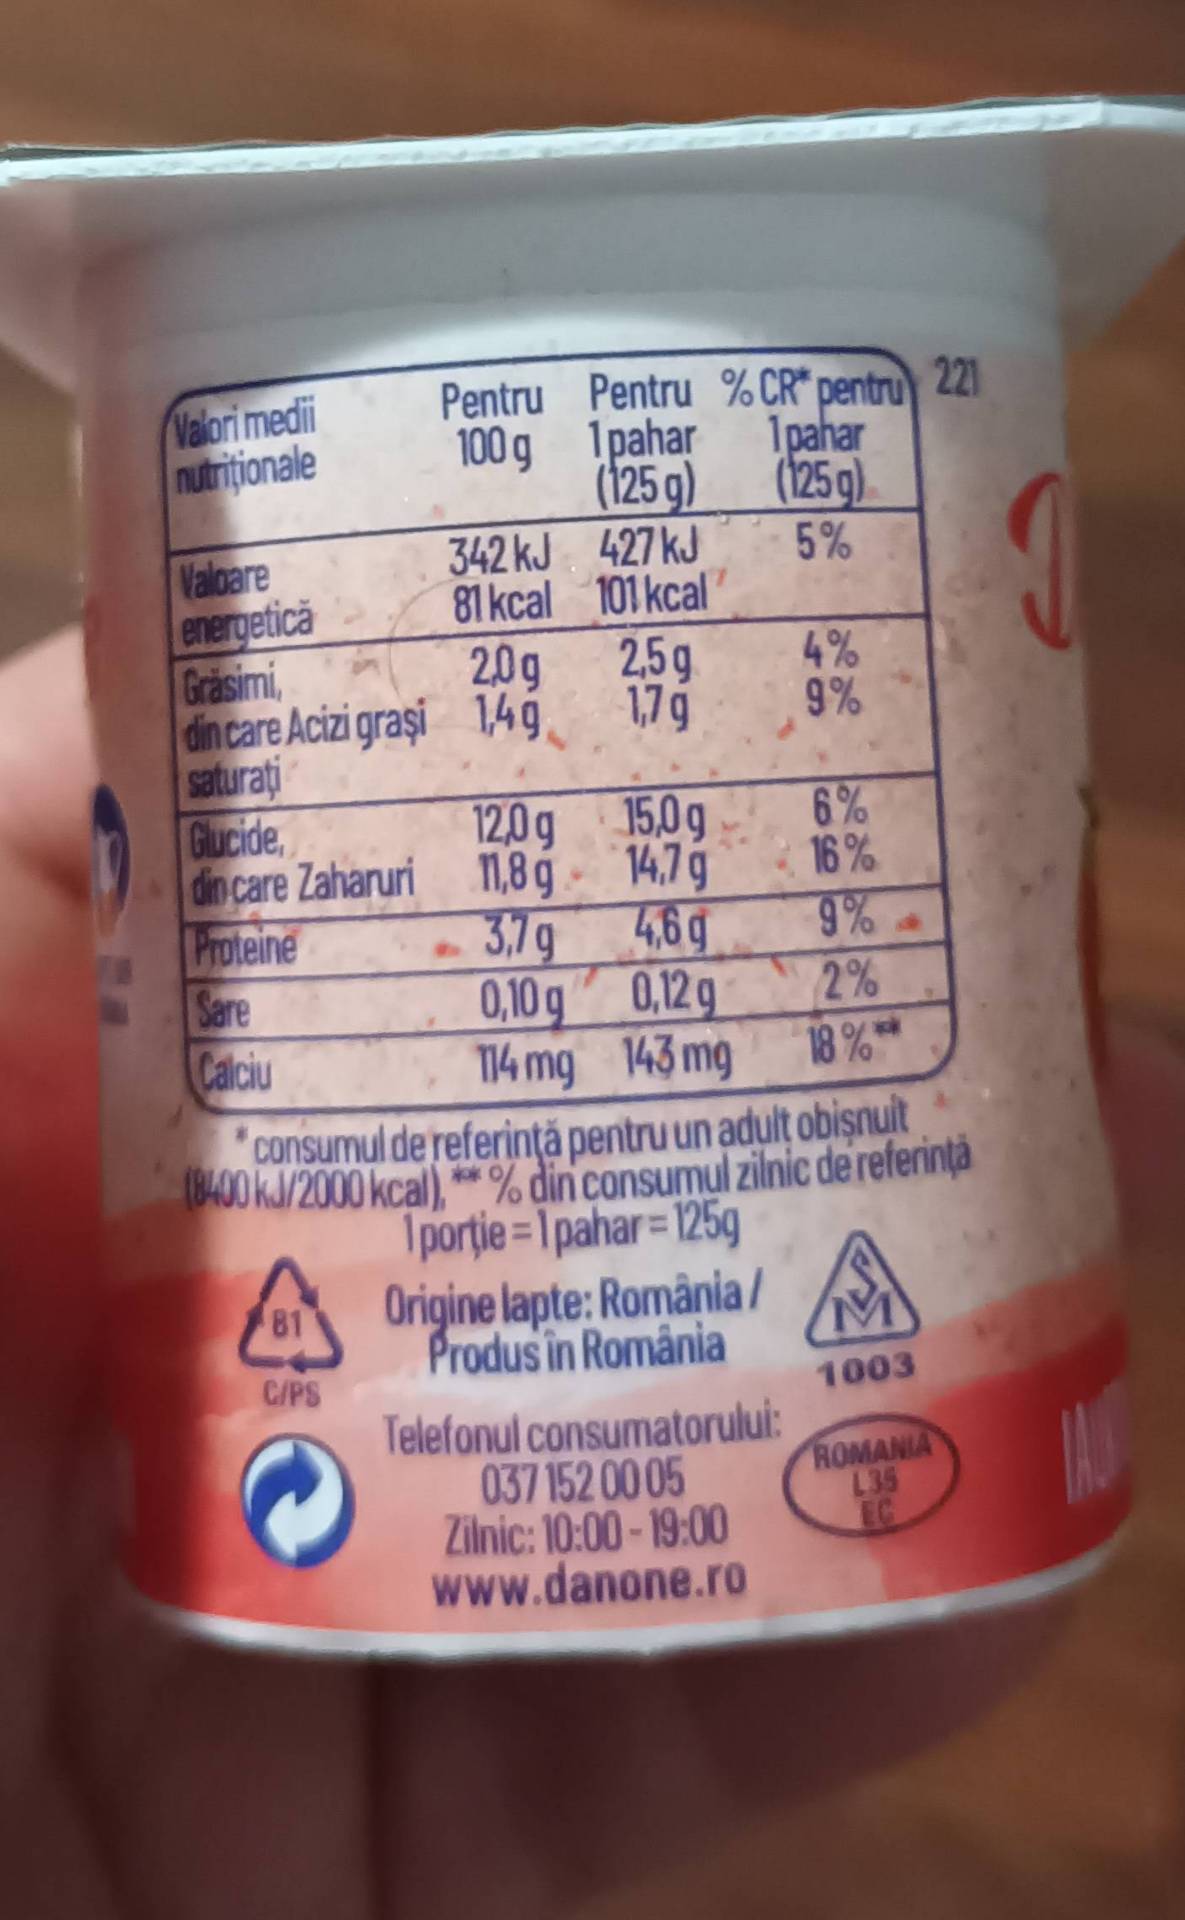 Valori medii nutriționale Pentru 100 g Pentru 1 pahar (125 g) % CR* pentru 1 pahar (125 g)
221
Valoare energetică 342 kJ 81 kcal 427 kJ 101 kcal 5%
Grăsimi, 2,0 g 2,5 g 4%
din care Acizi grași saturați 1,4 g 1,7 g 9%
Glucide, 12,0 g 15,0 g 6%
din care Zaharuri 11,8 g 14,7 g 16%
Proteine 3,7 g 4,6 g 9%
Sare 0,10 g 0,12 g 2%
Calciu 114 mg 143 mg 18%**
*consumul de referință pentru un adult obișnuit
(8400 kJ/2000 kcal), **% din consumul zilnic de referință
1 porție = 1 pahar = 125g
81
C/PS
Origine lapte: România /
Produs în România
SM
1003
Telefonul consumatorului:
037 152 00 05
Zilnic: 10:00 - 19:00
www.danone.ro
ROMANIA
L35
EC